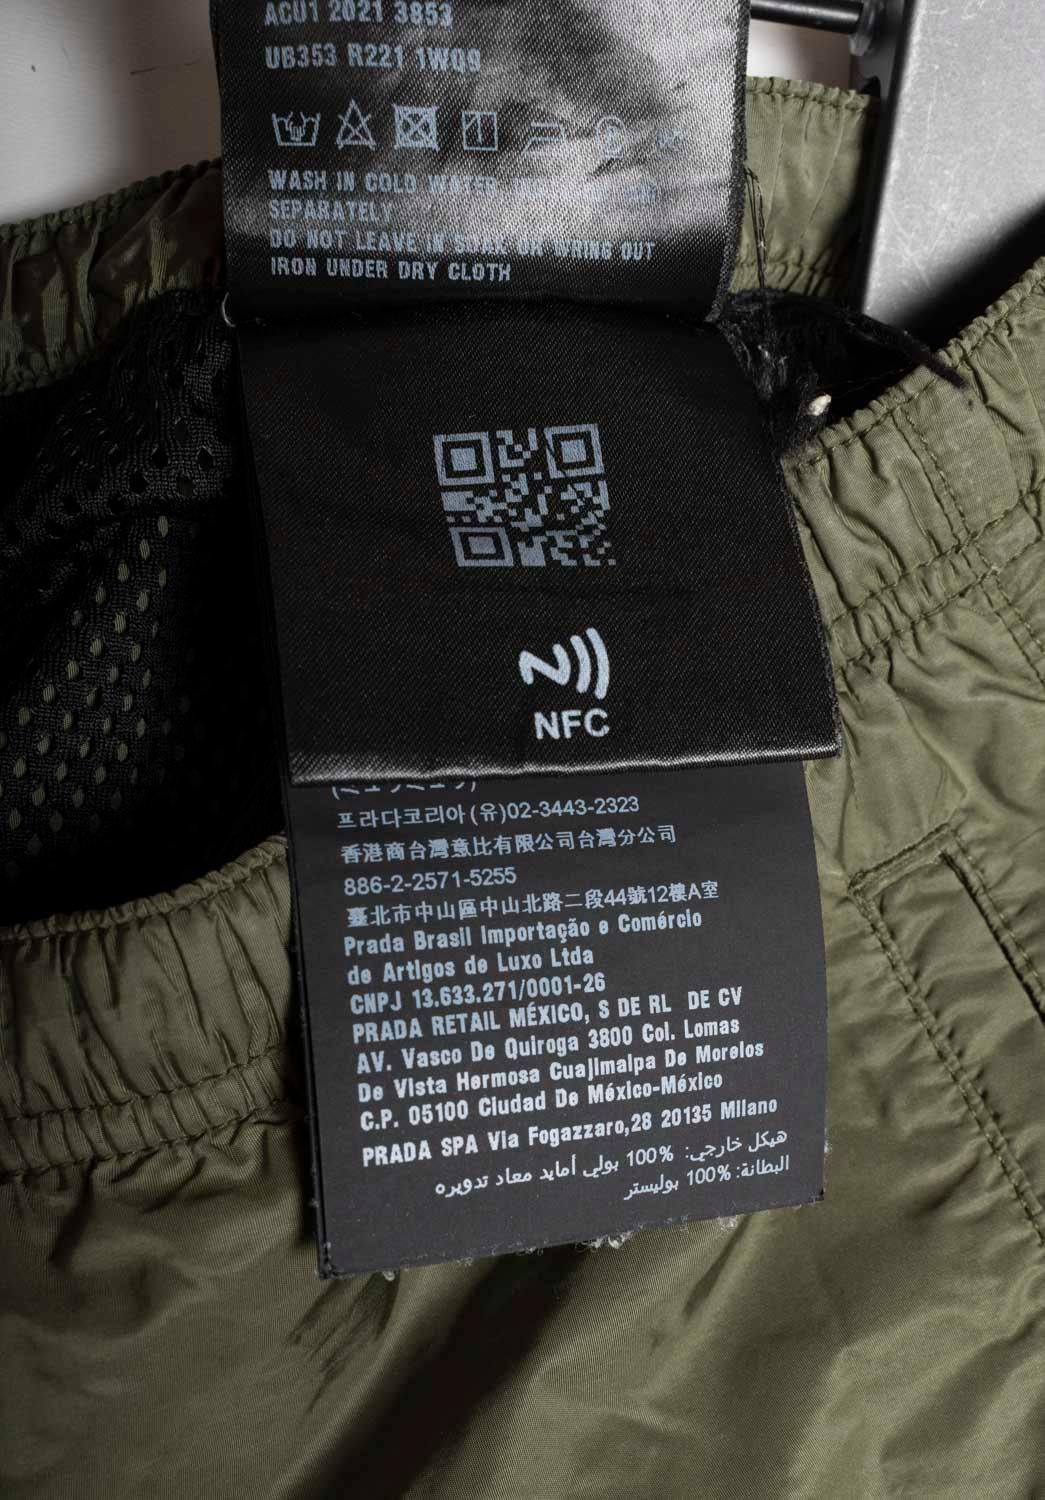 ACU1 2021 3853
UB353 R221 1WQ9
WASH IN COLD WATER
SEPARATELY
DO NOT LEAVE IN SOAK OR WRING OUT
IRON UNDER DRY CLOTH
NFC
프라다코리아(유)02-3443-2323
香港商台灣意比有限公司台灣分公司
886-2-2571-5255
臺北市中山區中山北路二段44號12樓A室
Prada Brasil Importação e Comércio
de Artigos de Luxo Ltda
CNPJ 13.633.271/0001-26
PRADA RETAIL MÉXICO, S DE RL DE CV
AV. Vasco De Quiroga 3800 Col. Lomas
De Vista Hermosa Cuajimalpa De Morelos
C.P. 05100 Ciudad De México-México
PRADA SPA Via Fogazzaro,28 20135 Milano
هيكل خارجي: 100% بولي أمايد معاد تدويره
البطانة: 100% بوليستر